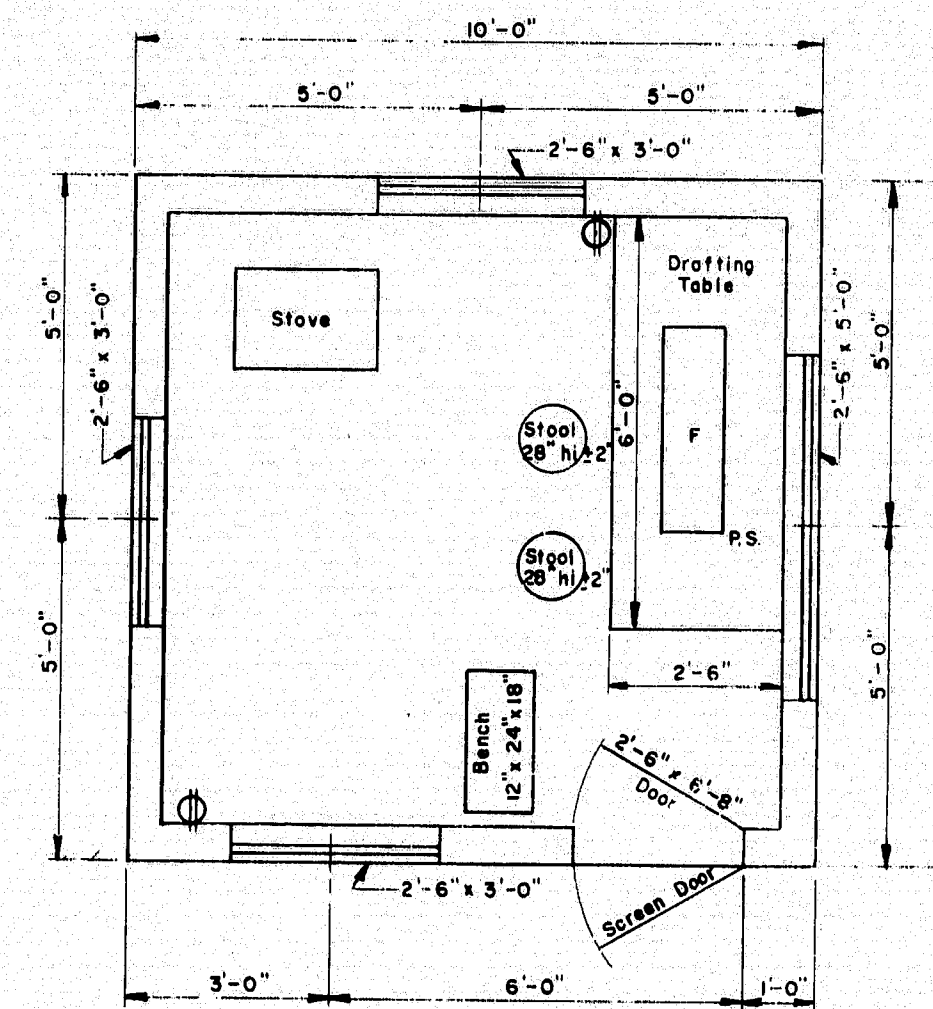 10'-0"
5'-0"
5'-0"
2'-6" x 3'-0"
Drafting
Table
Stove
5'-0"
2'-6" x 3'-0"
6'-0"
2'-6" x 5'-0"
5'-0"
Stool
28" hi ±2"
F
P.S.
Stool
28" hi ±2"
5'-0"
5'-0"
2'-6"
Bench
12" x 24" x 18"
2'-6" x 6'-8"
Door
2'-6" x 3'-0"
Screen Door
3'-0"
6'-0"
1'-0"